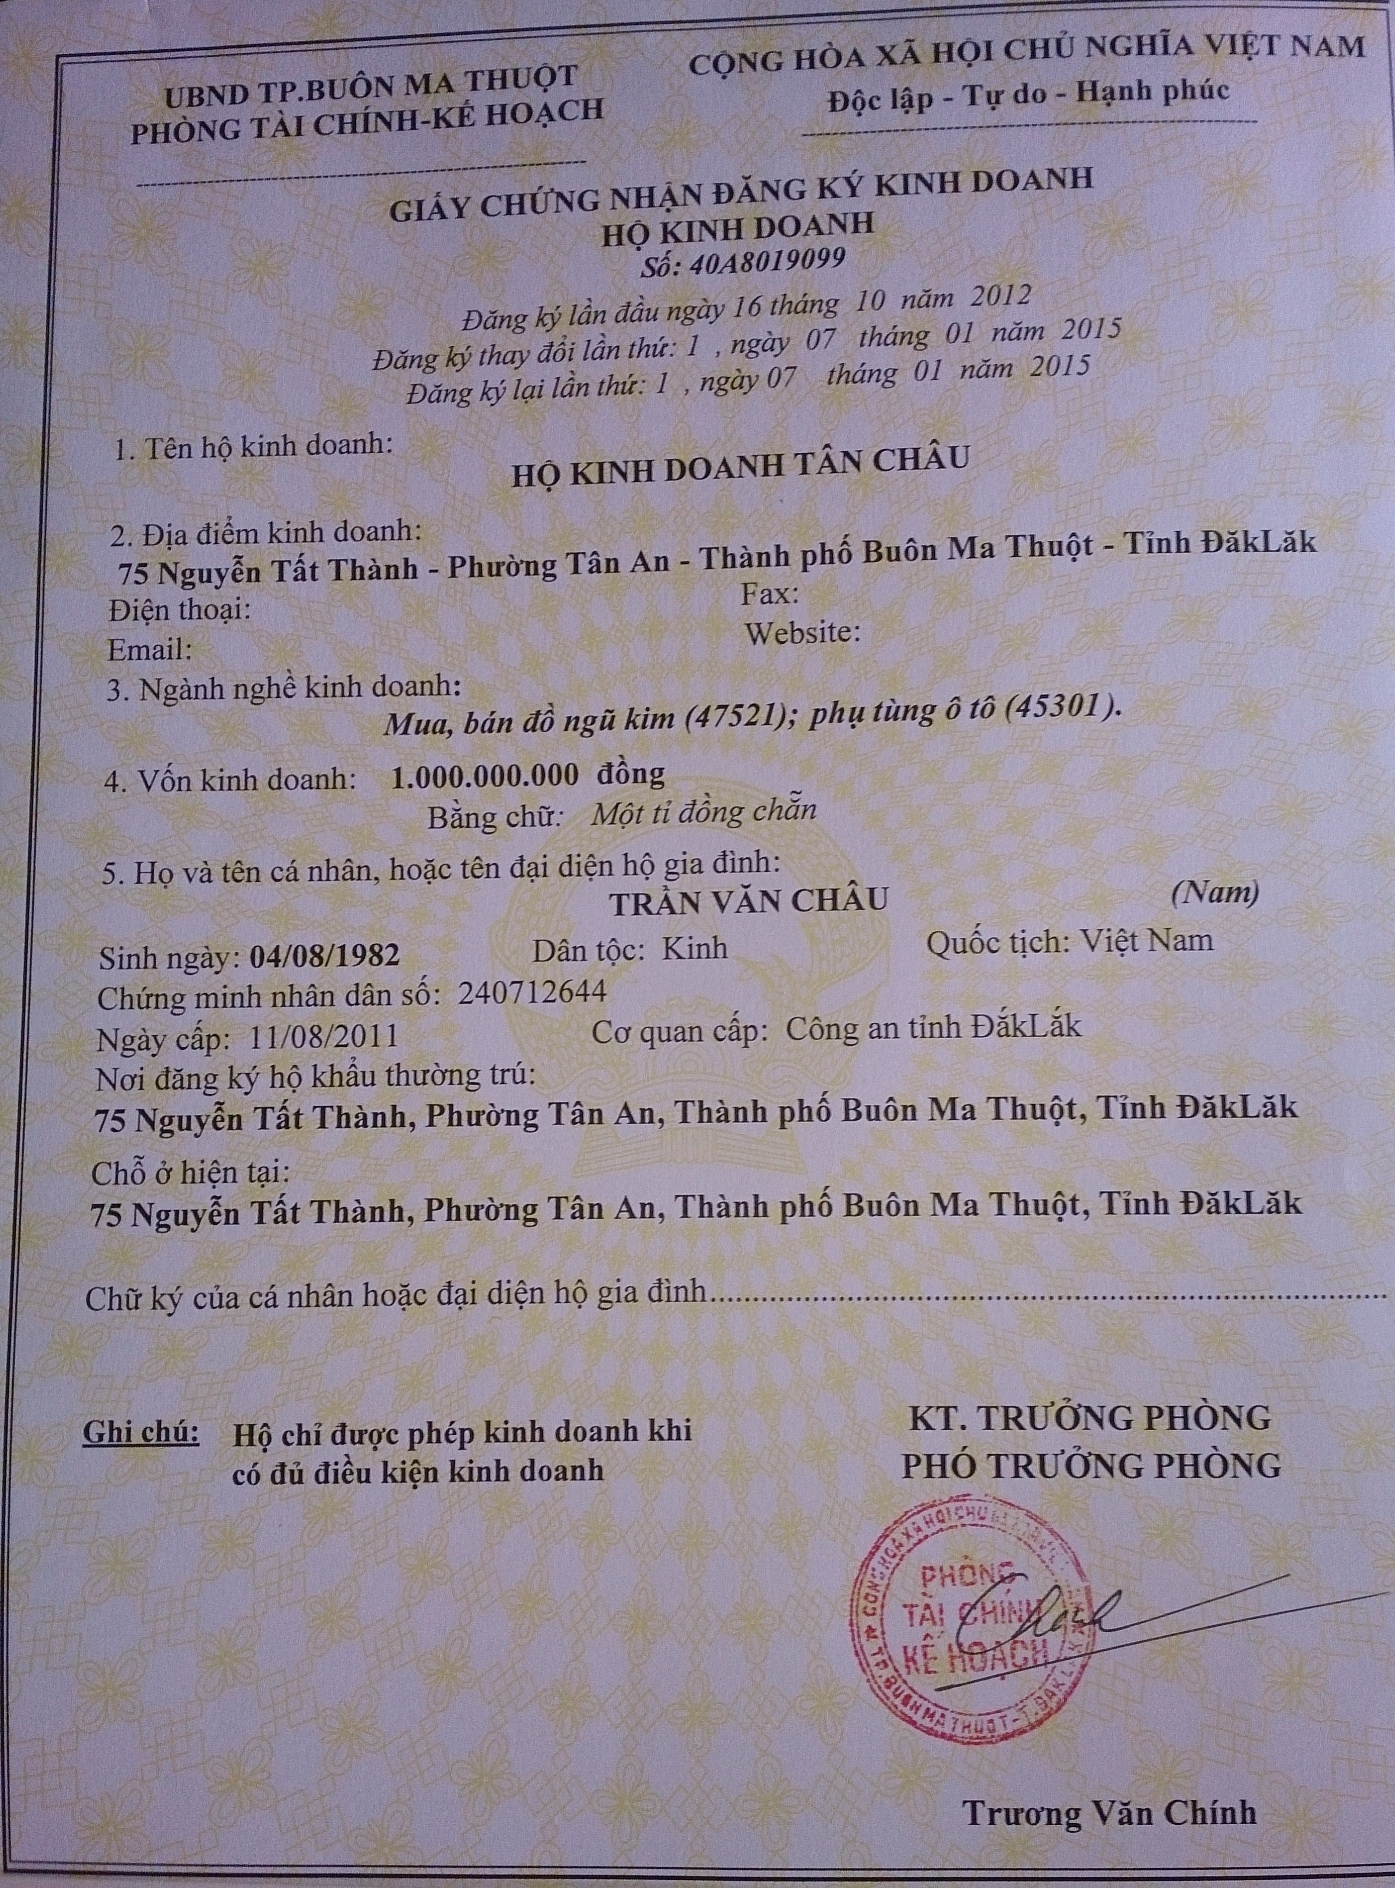 UBND TP.BUÔN MA THUỘT
PHÒNG TÀI CHÍNH-KẾ HOẠCH
CỘNG HÒA XÃ HỘI CHỦ NGHĨA VIỆT NAM
Độc lập - Tự do - Hạnh phúc
GIẤY CHỨNG NHẬN ĐĂNG KÝ KINH DOANH
HỘ KINH DOANH
Số: 40A8019099
Đăng ký lần đầu ngày 16 tháng 10 năm 2012
Đăng ký thay đổi lần thứ: 1 , ngày 07 tháng 01 năm 2015
Đăng ký lại lần thứ: 1 , ngày 07 tháng 01 năm 2015
1. Tên hộ kinh doanh:
HỘ KINH DOANH TÂN CHÂU
2. Địa điểm kinh doanh:
75 Nguyễn Tất Thành - Phường Tân An - Thành phố Buôn Ma Thuột - Tỉnh ĐăkLăk
Điện thoại: Fax:
Email: Website:
3. Ngành nghề kinh doanh:
Mua, bán đồ ngũ kim (47521); phụ tùng ô tô (45301).
4. Vốn kinh doanh: 1.000.000.000 đồng
Bằng chữ: Một tỉ đồng chẵn
5. Họ và tên cá nhân, hoặc tên đại diện hộ gia đình:
TRẦN VĂN CHÂU (Nam)
Sinh ngày: 04/08/1982 Dân tộc: Kinh Quốc tịch: Việt Nam
Chứng minh nhân dân số: 240712644
Ngày cấp: 11/08/2011 Cơ quan cấp: Công an tỉnh ĐắkLắk
Nơi đăng ký hộ khẩu thường trú:
75 Nguyễn Tất Thành, Phường Tân An, Thành phố Buôn Ma Thuột, Tỉnh ĐăkLăk
Chỗ ở hiện tại:
75 Nguyễn Tất Thành, Phường Tân An, Thành phố Buôn Ma Thuột, Tỉnh ĐăkLăk
Chữ ký của cá nhân hoặc đại diện hộ gia đình..........
Ghi chú: Hộ chỉ được phép kinh doanh khi
có đủ điều kiện kinh doanh
KT. TRƯỞNG PHÒNG
PHÓ TRƯỞNG PHÒNG
PHÒNG
TÀI CHÍNH
KẾ HOẠCH
TP.BUÔN MA THUỘT - T.ĐĂK LĂK
Trương Văn Chính